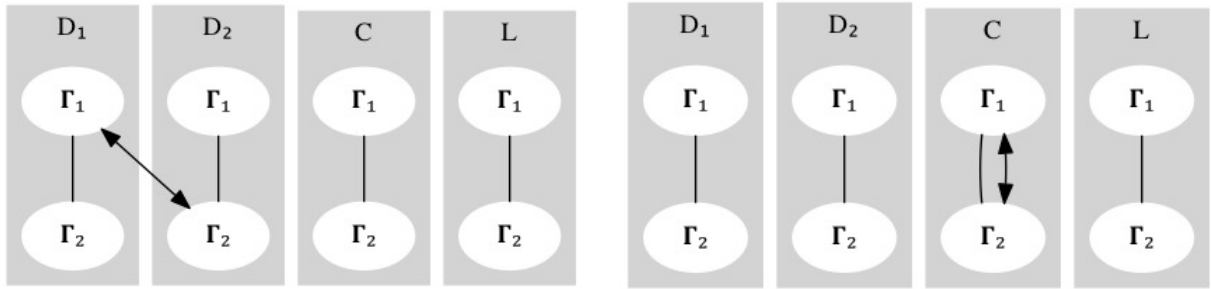 D₁ D₂ C L D₁ D₂ C L
Γ₁ Γ₁ Γ₁ Γ₁ Γ₁ Γ₁ Γ₁ Γ₁
Γ₂ Γ₂ Γ₂ Γ₂ Γ₂ Γ₂ Γ₂ Γ₂